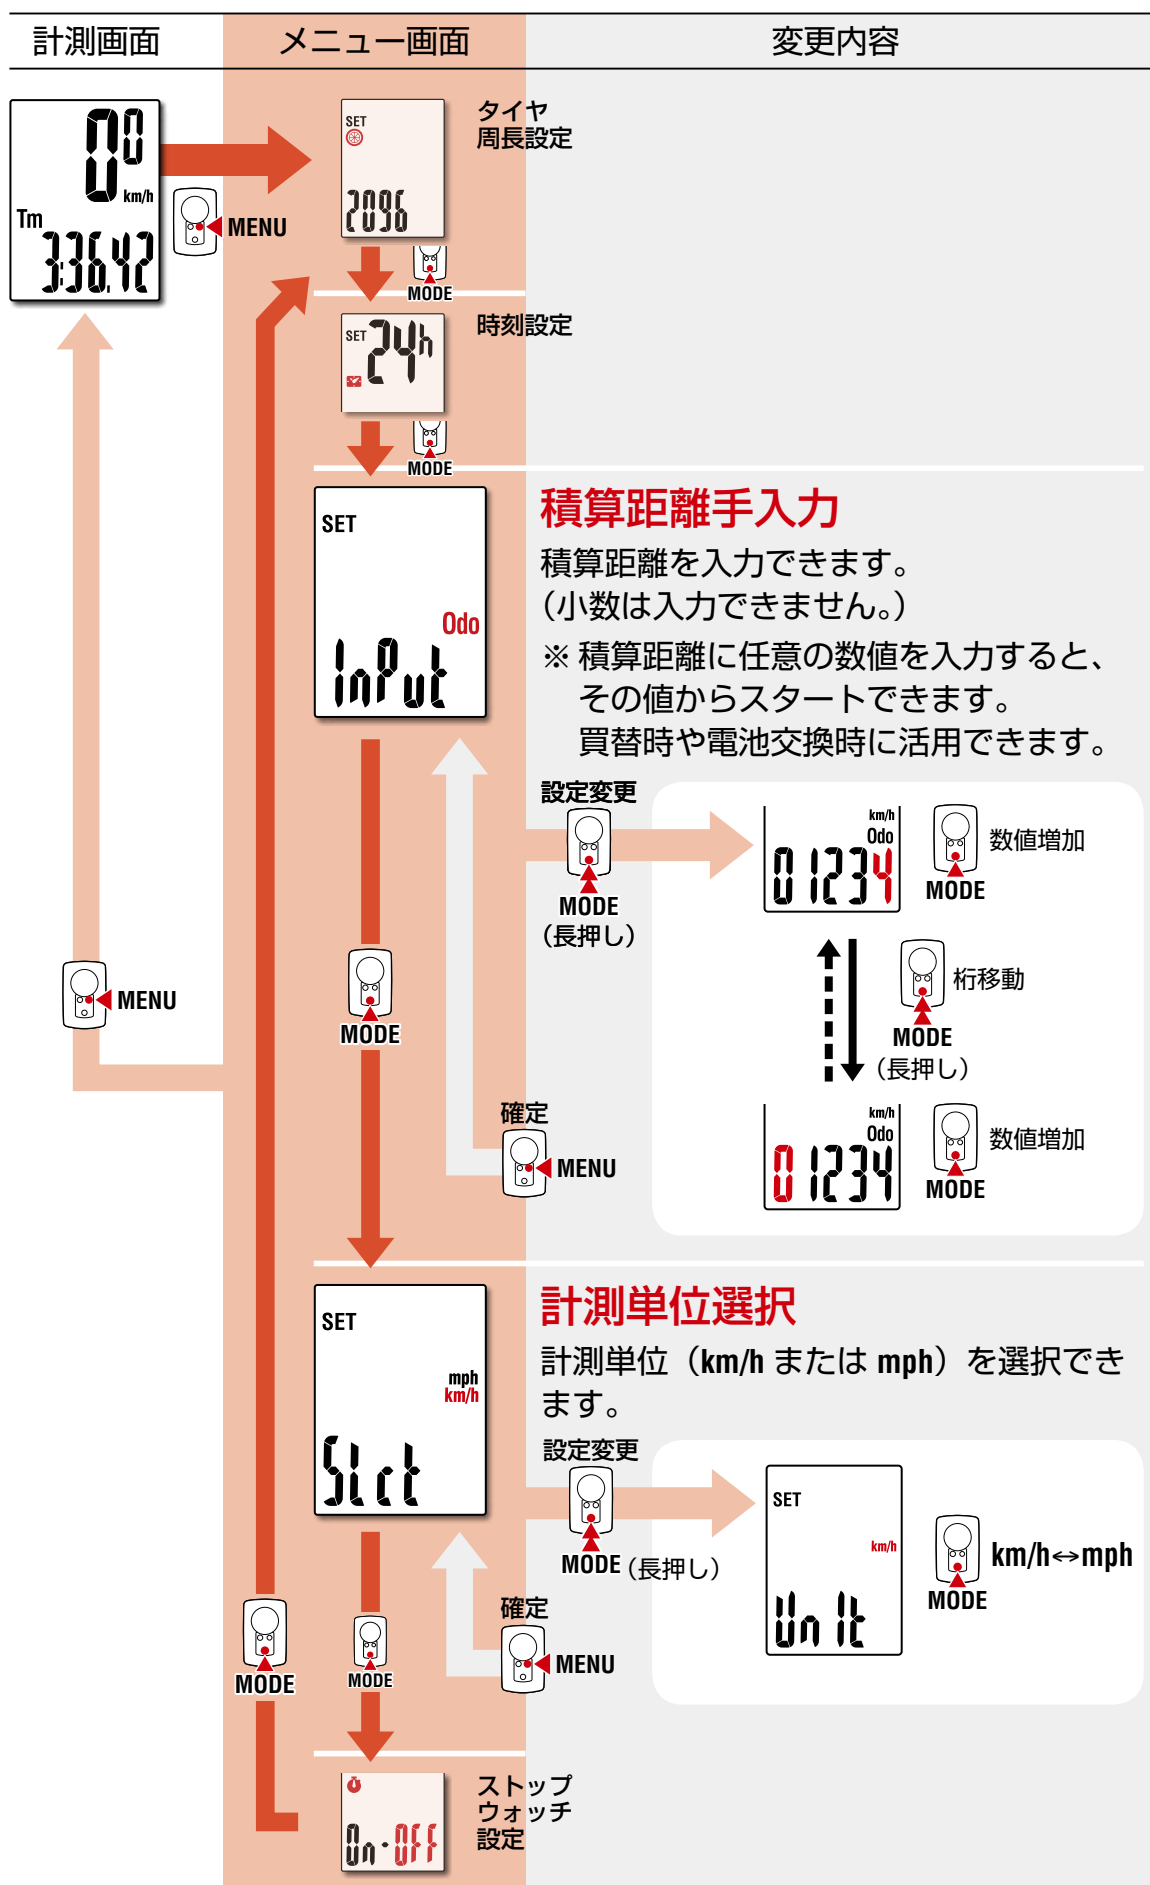 計測画面
メニュー画面
変更内容
0.0
km/h
Tm
3:36.42
MENU
SET
2096
タイヤ
周長設定
MODE
SET
24h
時刻設定
MODE
SET
Odo
InPut
積算距離手入力
積算距離を入力できます。
（小数は入力できません。）
※ 積算距離に任意の数値を入力すると、
その値からスタートできます。
買替時や電池交換時に活用できます。
設定変更
MODE
（長押し）
km/h
Odo
01234
MODE
数値増加
MODE
（長押し）
桁移動
km/h
Odo
01234
MODE
数値増加
MENU
MODE
確定
MENU
SET
mph
km/h
Slct
計測単位選択
計測単位（km/h または mph）を選択でき
ます。
設定変更
MODE（長押し）
SET
km/h
UnIt
MODE
km/h↔mph
確定
MENU
MODE
MODE
On-OFF
ストップ
ウォッチ
設定